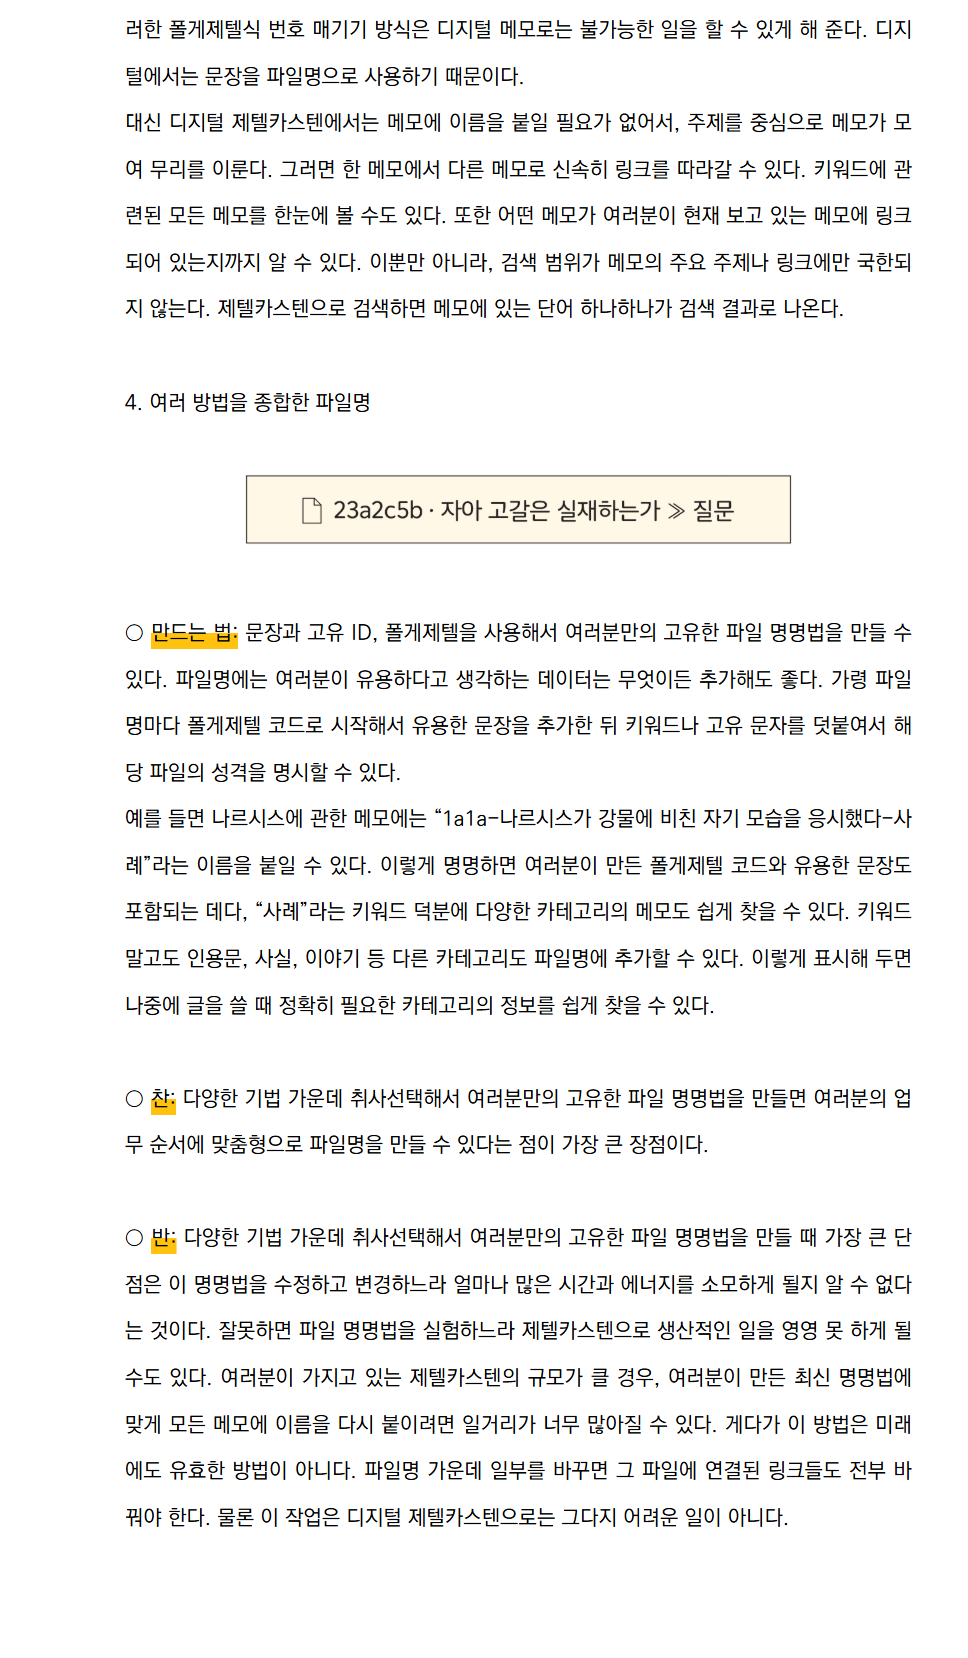 러한 폴게제텔식 번호 매기기 방식은 디지털 메모로는 불가능한 일을 할 수 있게 해 준다. 디지
털에서는 문장을 파일명으로 사용하기 때문이다.
대신 디지털 제텔카스텐에서는 메모에 이름을 붙일 필요가 없어서, 주제를 중심으로 메모가 모
여 무리를 이룬다. 그러면 한 메모에서 다른 메모로 신속히 링크를 따라갈 수 있다. 키워드에 관
련된 모든 메모를 한눈에 볼 수도 있다. 또한 어떤 메모가 여러분이 현재 보고 있는 메모에 링크
되어 있는지까지 알 수 있다. 이뿐만 아니라, 검색 범위가 메모의 주요 주제나 링크에만 국한되
지 않는다. 제텔카스텐으로 검색하면 메모에 있는 단어 하나하나가 검색 결과로 나온다.
4. 여러 방법을 종합한 파일명
23a2c5b · 자아 고갈은 실재하는가 ≫ 질문
○ 만드는 법: 문장과 고유 ID, 폴게제텔을 사용해서 여러분만의 고유한 파일 명명법을 만들 수
있다. 파일명에는 여러분이 유용하다고 생각하는 데이터는 무엇이든 추가해도 좋다. 가령 파일
명마다 폴게제텔 코드로 시작해서 유용한 문장을 추가한 뒤 키워드나 고유 문자를 덧붙여서 해
당 파일의 성격을 명시할 수 있다.
예를 들면 나르시스에 관한 메모에는 “1a1a-나르시스가 강물에 비친 자기 모습을 응시했다-사
례”라는 이름을 붙일 수 있다. 이렇게 명명하면 여러분이 만든 폴게제텔 코드와 유용한 문장도
포함되는 데다, “사례”라는 키워드 덕분에 다양한 카테고리의 메모도 쉽게 찾을 수 있다. 키워드
말고도 인용문, 사실, 이야기 등 다른 카테고리도 파일명에 추가할 수 있다. 이렇게 표시해 두면
나중에 글을 쓸 때 정확히 필요한 카테고리의 정보를 쉽게 찾을 수 있다.
○ 찬: 다양한 기법 가운데 취사선택해서 여러분만의 고유한 파일 명명법을 만들면 여러분의 업
무 순서에 맞춤형으로 파일명을 만들 수 있다는 점이 가장 큰 장점이다.
○ 반: 다양한 기법 가운데 취사선택해서 여러분만의 고유한 파일 명명법을 만들 때 가장 큰 단
점은 이 명명법을 수정하고 변경하느라 얼마나 많은 시간과 에너지를 소모하게 될지 알 수 없다
는 것이다. 잘못하면 파일 명명법을 실험하느라 제텔카스텐으로 생산적인 일을 영영 못 하게 될
수도 있다. 여러분이 가지고 있는 제텔카스텐의 규모가 클 경우, 여러분이 만든 최신 명명법에
맞게 모든 메모에 이름을 다시 붙이려면 일거리가 너무 많아질 수 있다. 게다가 이 방법은 미래
에도 유효한 방법이 아니다. 파일명 가운데 일부를 바꾸면 그 파일에 연결된 링크들도 전부 바
꿔야 한다. 물론 이 작업은 디지털 제텔카스텐으로는 그다지 어려운 일이 아니다.